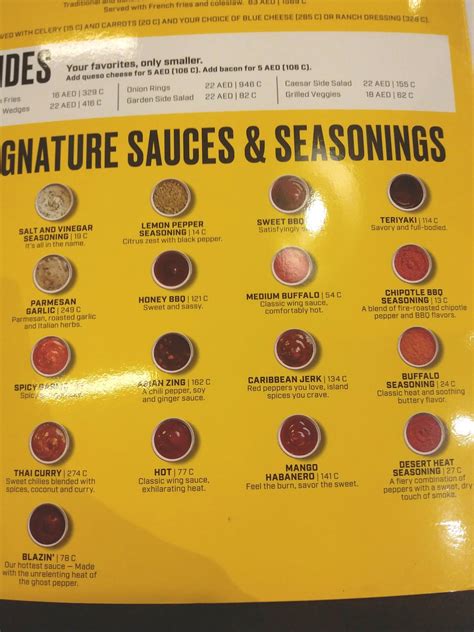 Served with French fries and coleslaw.
VED WITH CELERY (15 C) AND CARROTS (20 C) AND YOUR CHOICE OF BLUE CHEESE (285 C) OR RANCH DRESSING
IDES
Your favorites, only smaller.
Add queso cheese for 5 AED (106 C). Add bacon for 5 AED (106 C).
Fries 16 AED | 329 C
Wedges 22 AED | 416 C
Onion Rings 22 AED | 946 C
Garden Side Salad 22 AED | 82 C
Caesar Side Salad 22 AED | 155 C
Grilled Veggies 18 AED | 62 C
GNATURE SAUCES & SEASONINGS
SALT AND VINEGAR
SEASONING | 19 C
It's all in the name.
LEMON PEPPER
SEASONING | 14 C
Citrus zest with black pepper.
SWEET BBQ
Satisfyingly
TERIYAKI | 114 C
Savory and full-bodied.
PARMESAN
GARLIC | 249 C
Parmesan, roasted garlic
and Italian herbs.
HONEY BBQ | 121 C
Sweet and sassy.
MEDIUM BUFFALO | 54 C
Classic wing sauce,
comfortably hot.
CHIPOTLE BBQ
SEASONING | 13 C
A blend of fire-roasted chipotle
pepper and BBQ flavors.
SPICY
ASIAN ZING | 162 C
A chili pepper, soy
and ginger sauce.
CARIBBEAN JERK | 134 C
Red peppers you love, island
spices you crave.
BUFFALO
SEASONING | 24 C
Classic heat and soothing
buttery flavor.
THAI CURRY | 274 C
Sweet chilies blended with
spices, coconut and curry.
HOT | 77 C
Classic wing sauce,
exhilarating heat.
MANGO
HABANERO | 141 C
Feel the burn, savor the sweet.
DESERT HEAT
SEASONING | 27 C
A fiery combination of
peppers with a sweet, dry
touch of smoke.
BLAZIN' | 78 C
Our hottest sauce — Made
with the unrelenting heat of
the ghost pepper.